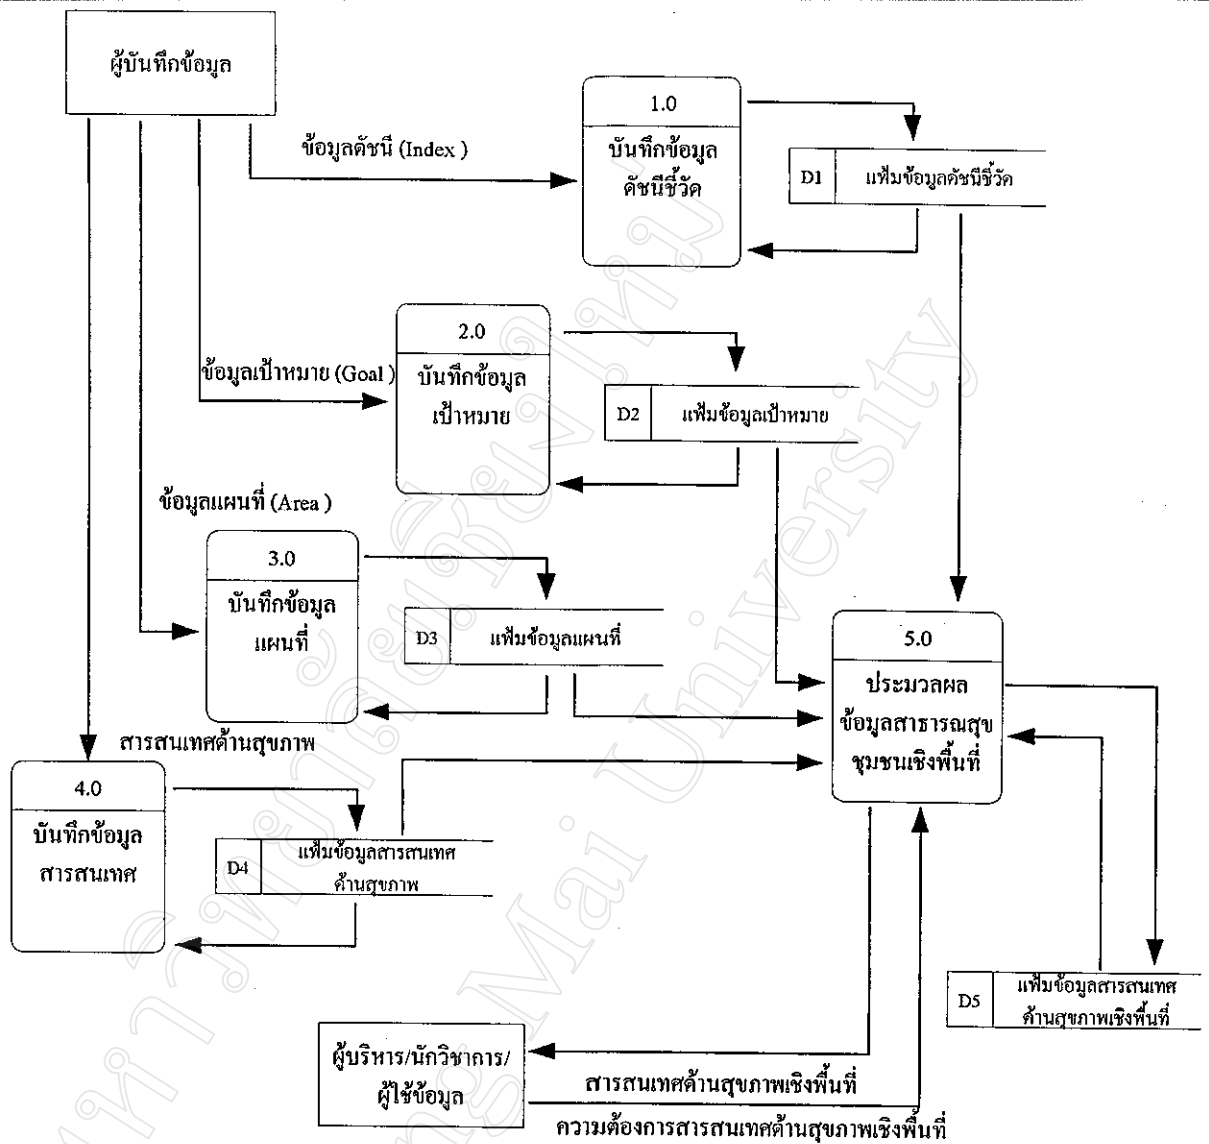 ผู้บันทึกข้อมูล
1.0
ข้อมูลดัชนี (Index )
บันทึกข้อมูล
ดัชนีชี้วัด
D1
แฟ้มข้อมูลดัชนีชี้วัด
2.0
ข้อมูลเป้าหมาย (Goal )
บันทึกข้อมูล
เป้าหมาย
D2
แฟ้มข้อมูลเป้าหมาย
ข้อมูลแผนที่ (Area )
3.0
บันทึกข้อมูล
แผนที่
D3
แฟ้มข้อมูลแผนที่
5.0
ประมวลผล
ข้อมูลสาธารณสุข
ชุมชนเชิงพื้นที่
สารสนเทศด้านสุขภาพ
4.0
บันทึกข้อมูล
สารสนเทศ
D4
แฟ้มข้อมูลสารสนเทศ
ด้านสุขภาพ
D5
แฟ้มข้อมูลสารสนเทศ
ด้านสุขภาพเชิงพื้นที่
ผู้บริหาร/นักวิชาการ/
ผู้ใช้ข้อมูล
สารสนเทศด้านสุขภาพเชิงพื้นที่
ความต้องการสารสนเทศด้านสุขภาพเชิงพื้นที่